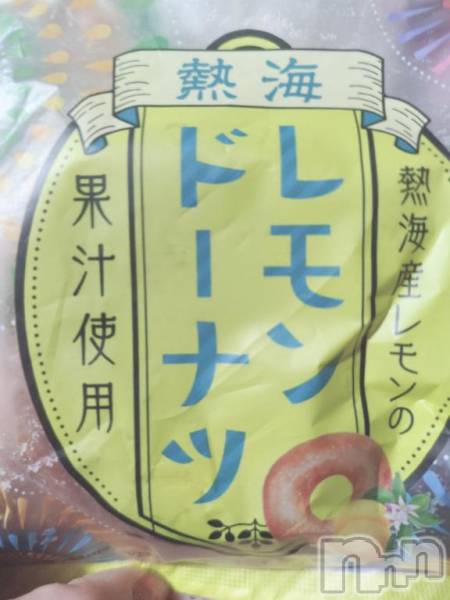 熱海
レモン
ドーナツ
熱海産レモンの
果汁使用